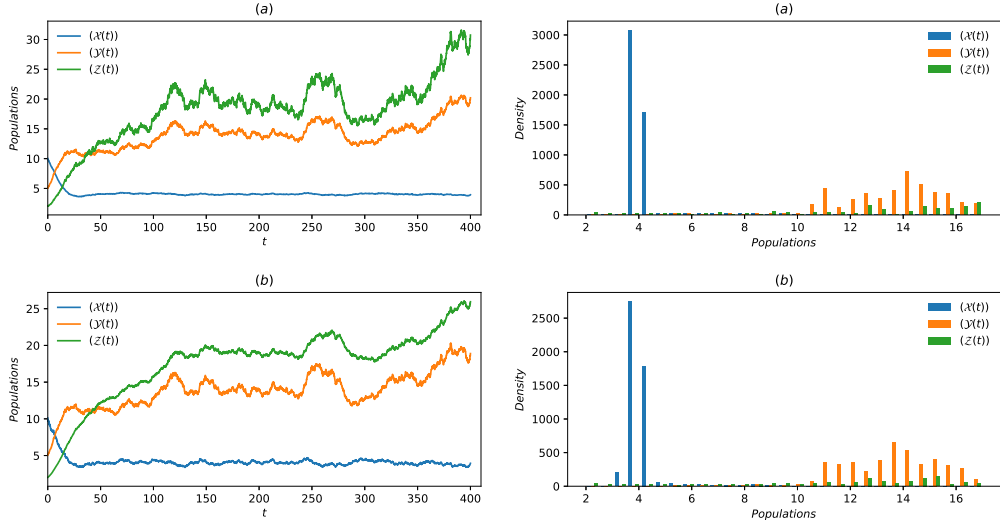 (a)
Populations
30
25
20
15
10
5
(𝒳(t))
(𝒴(t))
(𝒵(t))
0 50 100 150 200 250 300 350 400
t
(a)
Density
3000
2500
2000
1500
1000
500
0
(𝒳(t))
(𝒴(t))
(𝒵(t))
2 4 6 8 10 12 14 16
Populations
(b)
Populations
25
20
15
10
5
(𝒳(t))
(𝒴(t))
(𝒵(t))
0 50 100 150 200 250 300 350 400
t
(b)
Density
2500
2000
1500
1000
500
0
(𝒳(t))
(𝒴(t))
(𝒵(t))
2 4 6 8 10 12 14 16
Populations